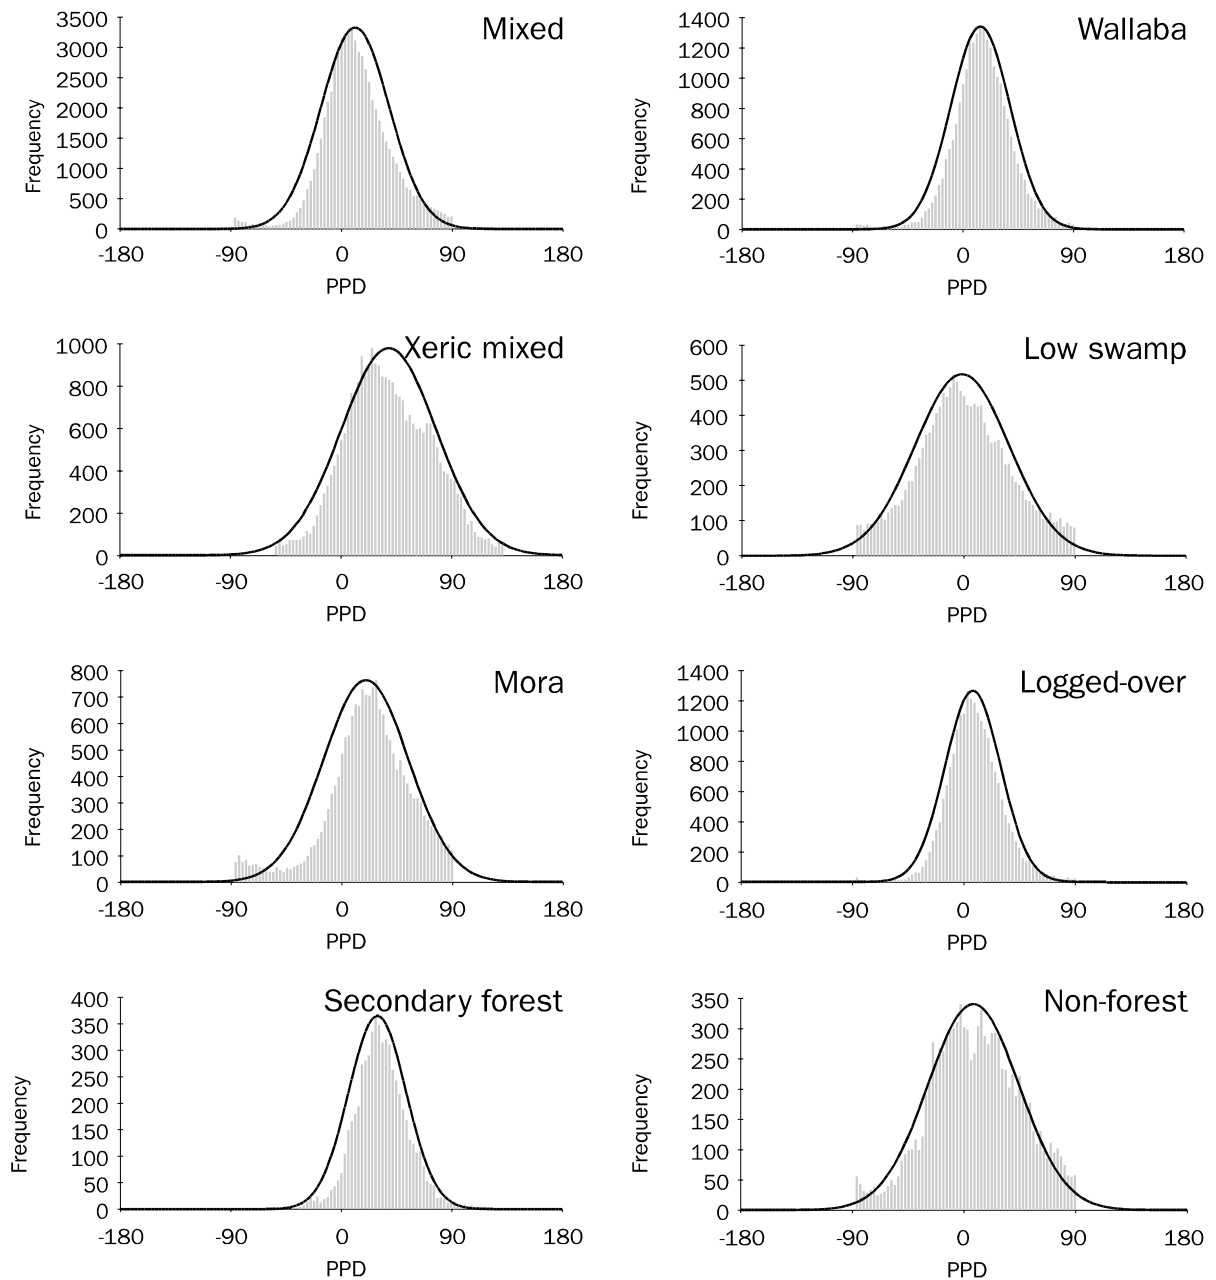 Mixed
3500
3000
2500
2000
1500
1000
500
0
Frequency
-180 -90 0 90 180
PPD
Wallaba
1400
1200
1000
800
600
400
200
0
Frequency
-180 -90 0 90 180
PPD
Xeric mixed
1000
800
600
400
200
0
Frequency
-180 -90 0 90 180
PPD
Low swamp
600
500
400
300
200
100
0
Frequency
-180 -90 0 90 180
PPD
Mora
800
700
600
500
400
300
200
100
0
Frequency
-180 -90 0 90 180
PPD
Logged-over
1400
1200
1000
800
600
400
200
0
Frequency
-180 -90 0 90 180
PPD
Secondary forest
400
350
300
250
200
150
100
50
0
Frequency
-180 -90 0 90 180
PPD
Non-forest
350
300
250
200
150
100
50
0
Frequency
-180 -90 0 90 180
PPD